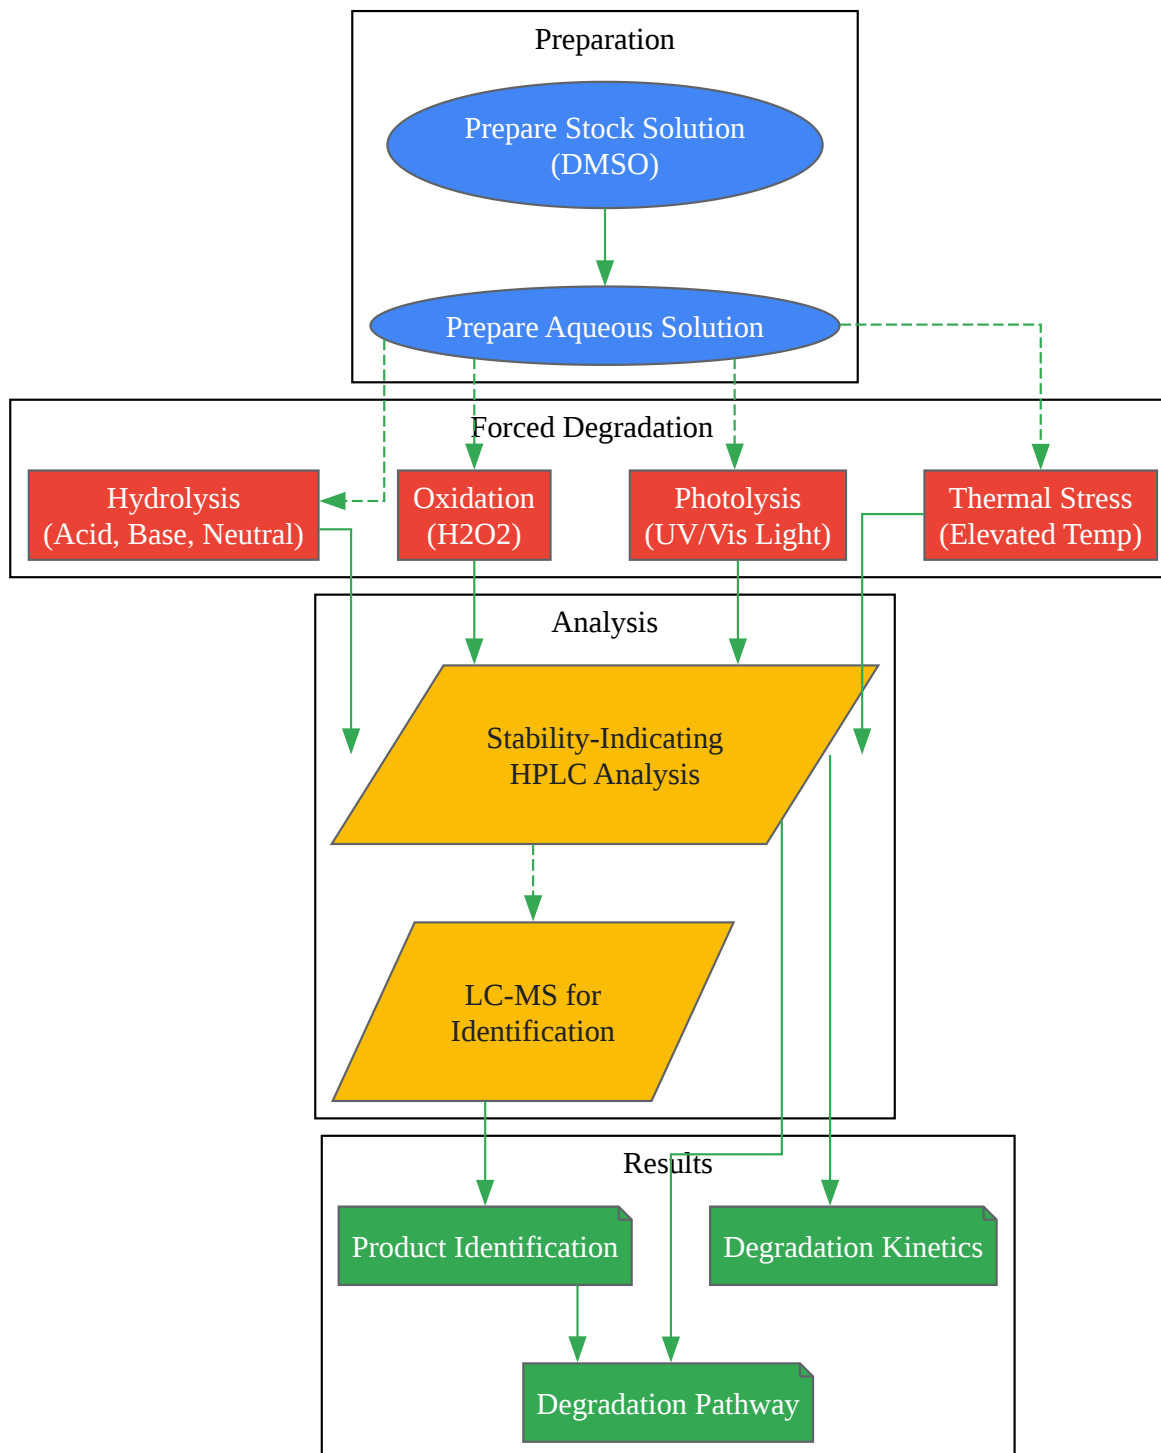 Preparation
Prepare Stock Solution
(DMSO)
Prepare Aqueous Solution
Forced Degradation
Hydrolysis
(Acid, Base, Neutral)
Oxidation
(H2O2)
Photolysis
(UV/Vis Light)
Thermal Stress
(Elevated Temp)
Analysis
Stability-Indicating
HPLC Analysis
LC-MS for
Identification
Results
Product Identification
Degradation Kinetics
Degradation Pathway